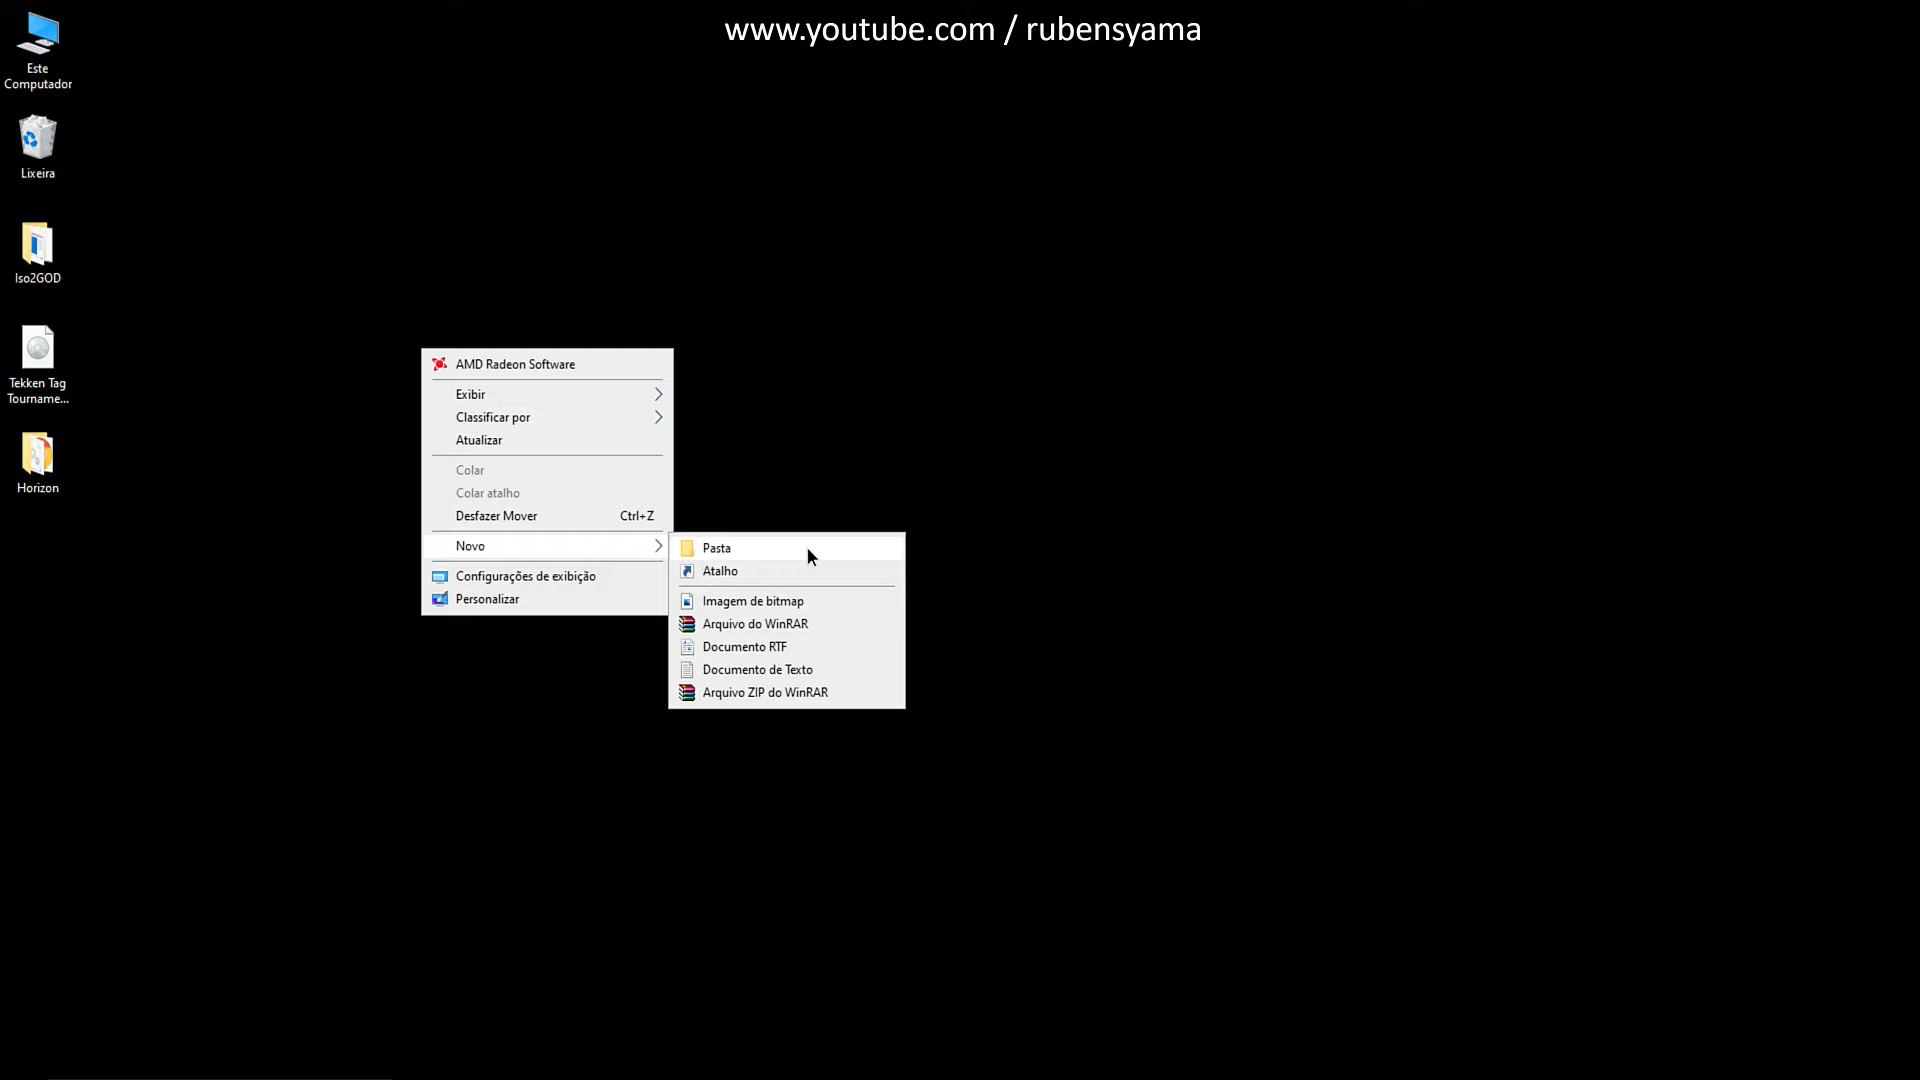 www.youtube.com / rubensyama
Este
Computador
Lixeira
Iso2GOD
Tekken Tag
Tourname...
Horizon
AMD Radeon Software
Exibir
Classificar por
Atualizar
Colar
Colar atalho
Desfazer Mover Ctrl+Z
Novo
Configurações de exibição
Personalizar
Pasta
Atalho
Imagem de bitmap
Arquivo do WinRAR
Documento RTF
Documento de Texto
Arquivo ZIP do WinRAR